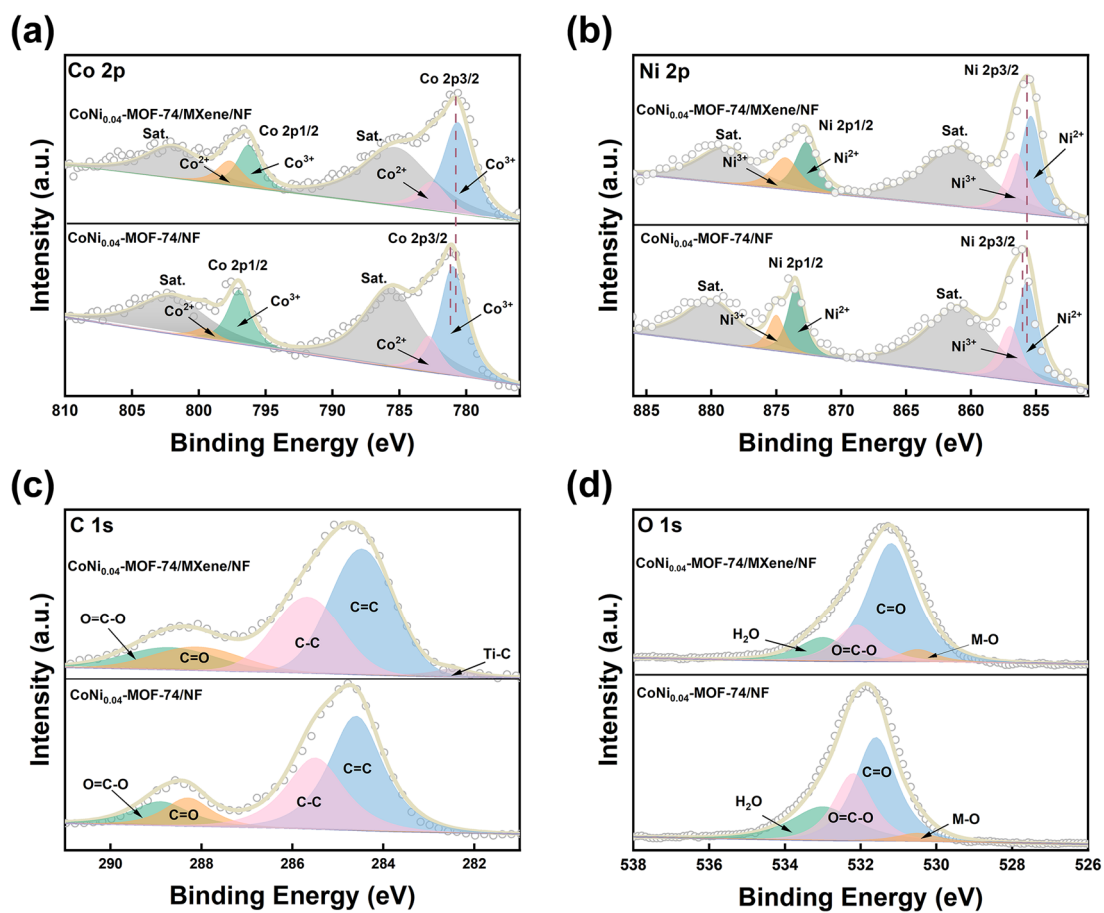 (a)
Co 2p
Co 2p3/2
CoNi0.04-MOF-74/MXene/NF
Sat.
Co 2p1/2
Sat.
Co2+
Co3+
Co2+
Co3+
CoNi0.04-MOF-74/NF
Co 2p3/2
Sat.
Co 2p1/2
Sat.
Co2+
Co3+
Co3+
Co2+
Intensity (a.u.)
810 805 800 795 790 785 780
Binding Energy (eV)
(b)
Ni 2p
Ni 2p3/2
CoNi0.04-MOF-74/MXene/NF
Sat.
Ni 2p1/2
Sat.
Ni2+
Ni3+
Ni2+
Ni3+
CoNi0.04-MOF-74/NF
Ni 2p3/2
Ni 2p1/2
Sat.
Sat.
Ni3+
Ni2+
Ni2+
Ni3+
Intensity (a.u.)
885 880 875 870 865 860 855
Binding Energy (eV)
(c)
C 1s
CoNi0.04-MOF-74/MXene/NF
O=C-O
C=O
C-C
C=C
Ti-C
CoNi0.04-MOF-74/NF
O=C-O
C=O
C-C
C=C
Intensity (a.u.)
290 288 286 284 282
Binding Energy (eV)
(d)
O 1s
CoNi0.04-MOF-74/MXene/NF
C=O
H2O
O=C-O
M-O
CoNi0.04-MOF-74/NF
C=O
H2O
O=C-O
M-O
Intensity (a.u.)
538 536 534 532 530 528 526
Binding Energy (eV)